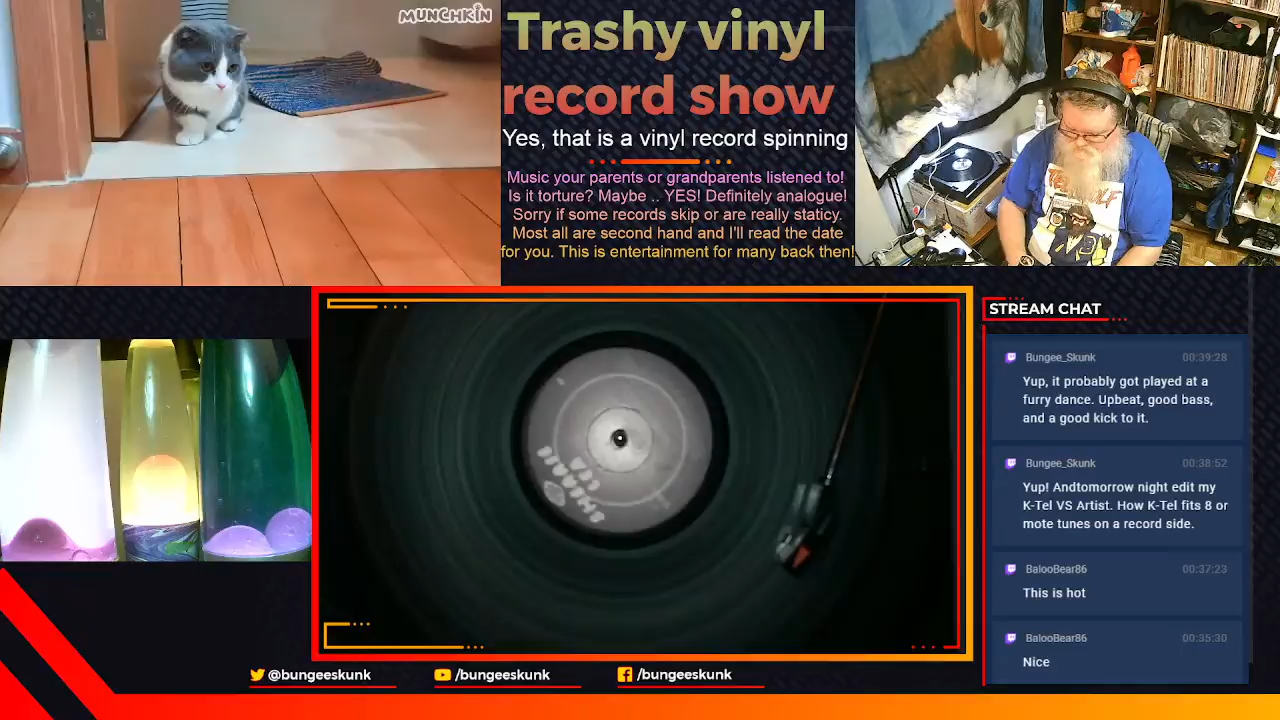 MUNCHKIN
Trashy vinyl
record show
Yes, that is a vinyl record spinning
Music your parents or grandparents listened to!
Is it torture? Maybe .. YES! Definitely analogue!
Sorry if some records skip or are really staticy.
Most all are second hand and I'll read the date
for you. This is entertainment for many back then!
STREAM CHAT
Bungee_Skunk 00:39:28
Yup, it probably got played at a
furry dance. Upbeat, good bass,
and a good kick to it.
Bungee_Skunk 00:38:52
Yup! Andtomorrow night edit my
K-Tel VS Artist. How K-Tel fits 8 or
mote tunes on a record side.
BalooBear86 00:37:23
This is hot
BalooBear86 00:35:30
Nice
@bungeeskunk
/bungeeskunk
/bungeeskunk